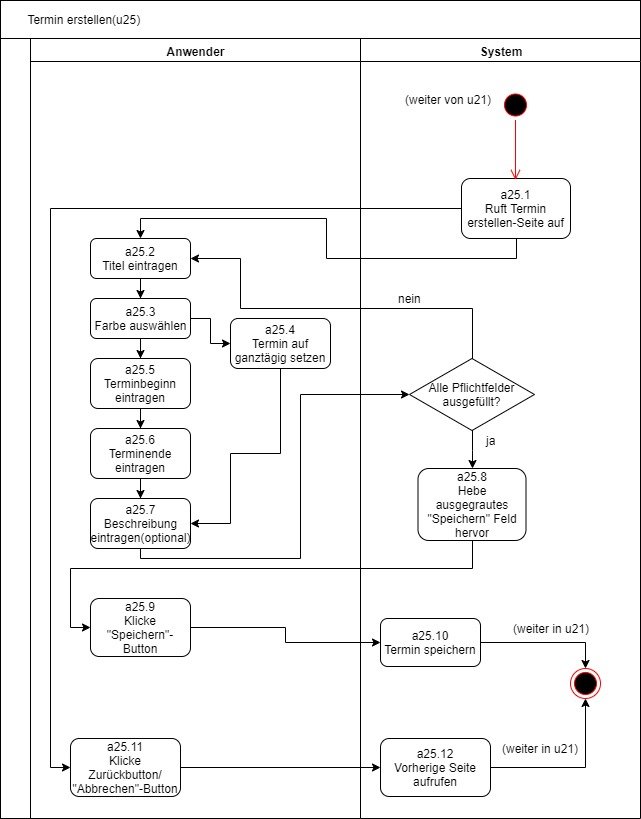 Termin erstellen(u25)
Anwender
System
(weiter von u21)
a25.1
Ruft Termin
erstellen-Seite auf
a25.2
Titel eintragen
nein
a25.3
Farbe auswählen
a25.4
Termin auf
ganztägig setzen
a25.5
Terminbeginn
eintragen
Alle Pflichtfelder
ausgefüllt?
ja
a25.6
Terminende
eintragen
a25.7
Beschreibung
eintragen(optional)
a25.8
Hebe
ausgegrautes
"Speichern" Feld
hervor
a25.9
Klicke
"Speichern"-
Button
a25.10
Termin speichern
(weiter in u21)
a25.11
Klicke
Zurückbutton/
"Abbrechen"-Button
a25.12
Vorherige Seite
aufrufen
(weiter in u21)